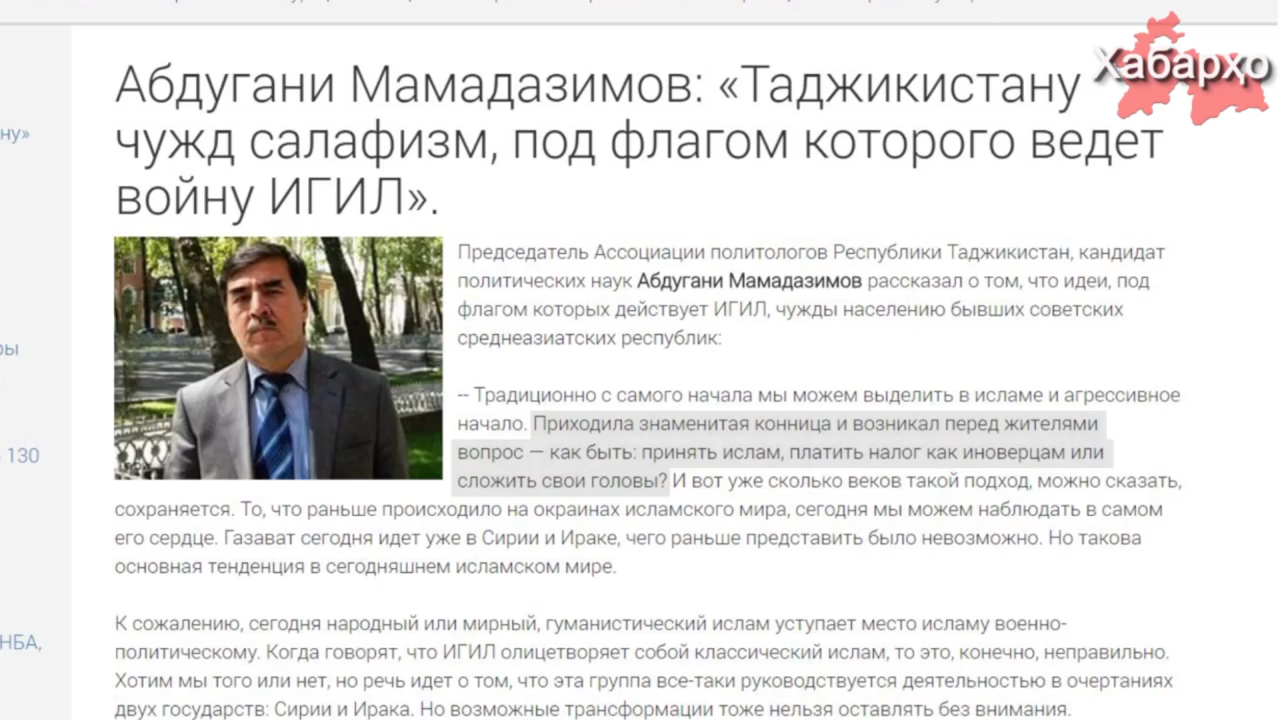 Хабарҳо
Абдугани Мамадазимов: «Таджикистану
чужд салафизм, под флагом которого ведет
войну ИГИЛ».
ну»
ры
130
НБА,
Председатель Ассоциации политологов Республики Таджикистан, кандидат
политических наук Абдугани Мамадазимов рассказал о том, что идеи, под
флагом которых действует ИГИЛ, чужды населению бывших советских
среднеазиатских республик:
-- Традиционно с самого начала мы можем выделить в исламе и агрессивное
начало. Приходила знаменитая конница и возникал перед жителями
вопрос — как быть: принять ислам, платить налог как иноверцам или
сложить свои головы? И вот уже сколько веков такой подход, можно сказать,
сохраняется. То, что раньше происходило на окраинах исламского мира, сегодня мы можем наблюдать в самом
его сердце. Газават сегодня идет уже в Сирии и Ираке, чего раньше представить было невозможно. Но такова
основная тенденция в сегодняшнем исламском мире.
К сожалению, сегодня народный или мирный, гуманистический ислам уступает место исламу военно-
политическому. Когда говорят, что ИГИЛ олицетворяет собой классический ислам, то это, конечно, неправильно.
Хотим мы того или нет, но речь идет о том, что эта группа все-таки руководствуется деятельностью в очертаниях
двух государств: Сирии и Ирака. Но возможные трансформации тоже нельзя оставлять без внимания.